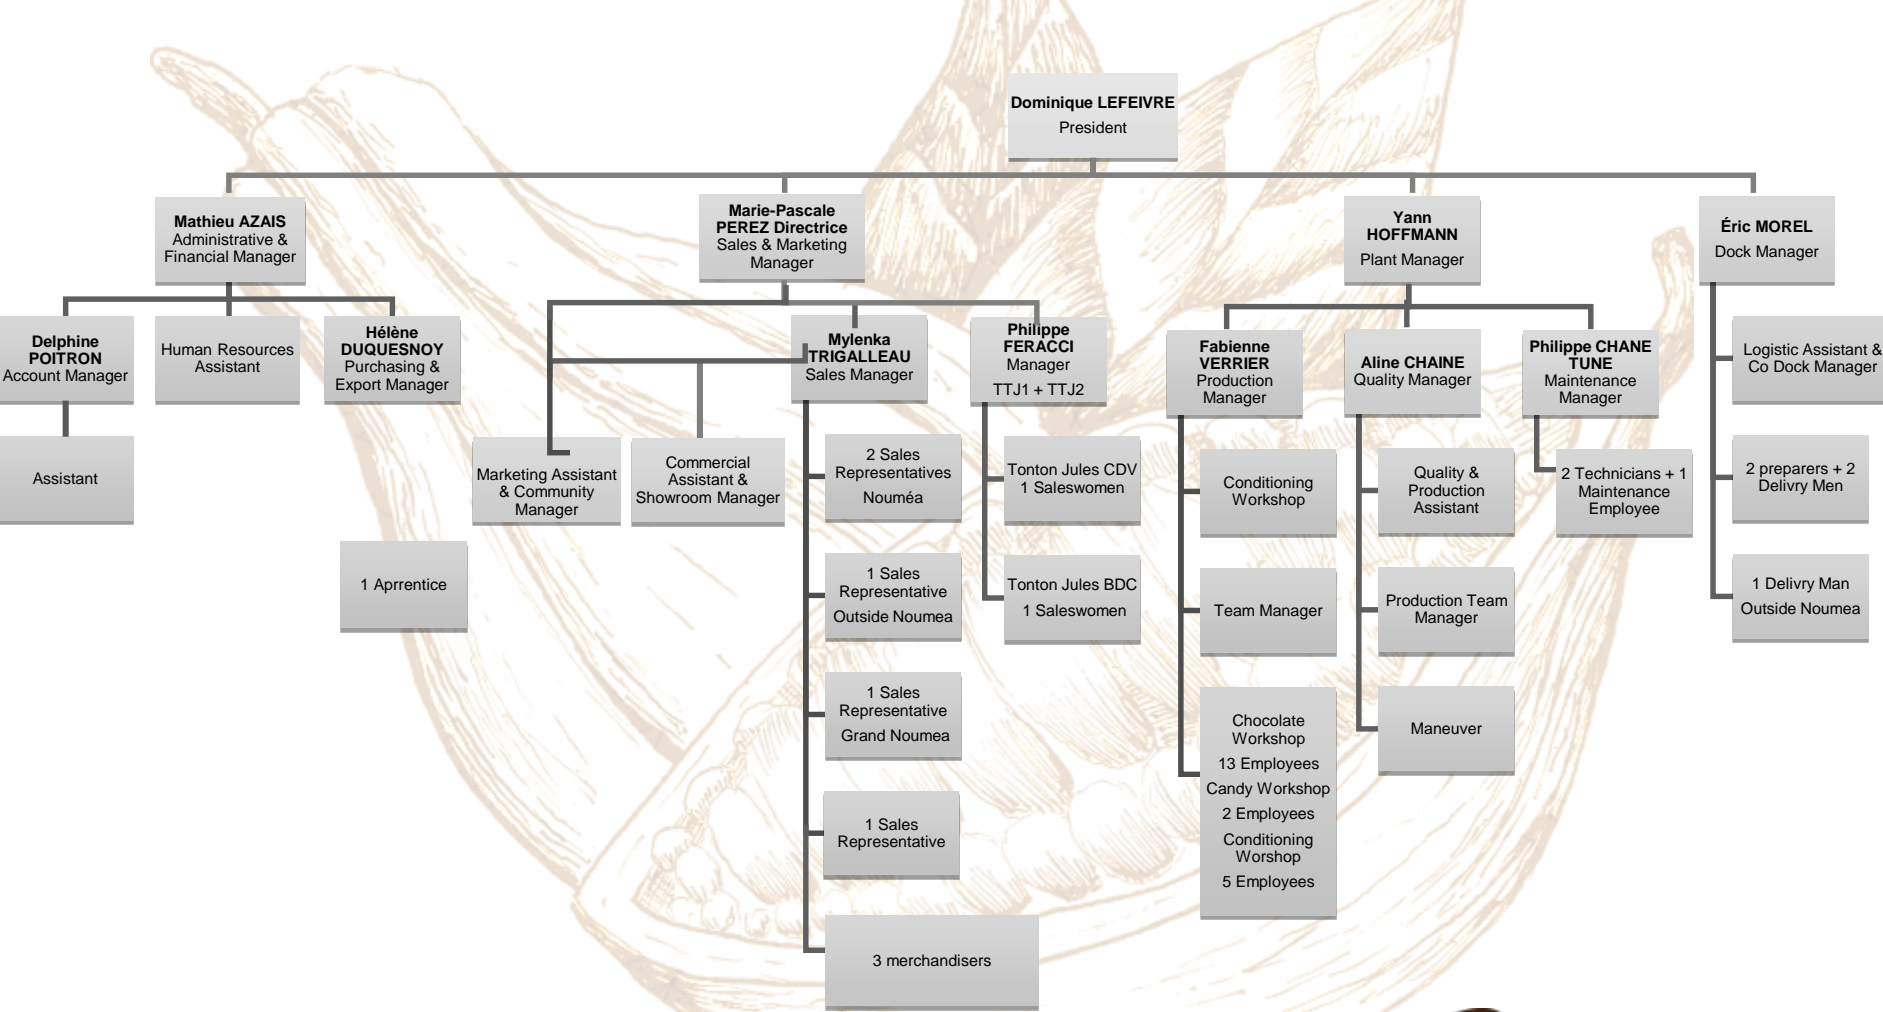 Dominique LEFEIVRE
President
Mathieu AZAIS
Administrative &
Financial Manager
Marie-Pascale
PEREZ Directrice
Sales & Marketing
Manager
Yann
HOFFMANN
Plant Manager
Éric MOREL
Dock Manager
Delphine
POITRON
Account Manager
Human Resources
Assistant
Hélène
DUQUESNOY
Purchasing &
Export Manager
Mylenka
TRIGALLEAU
Sales Manager
Philippe
FERACCI
Manager
TTJ1 + TTJ2
Fabienne
VERRIER
Production
Manager
Aline CHAINE
Quality Manager
Philippe CHANE
TUNE
Maintenance
Manager
Logistic Assistant &
Co Dock Manager
Assistant
Marketing Assistant
& Community
Manager
Commercial
Assistant &
Showroom Manager
2 Sales
Representatives
Nouméa
Tonton Jules CDV
1 Saleswomen
Conditioning
Workshop
Quality &
Production
Assistant
2 Technicians + 1
Maintenance
Employee
2 preparers + 2
Delivry Men
1 Aprrentice
1 Sales
Representative
Outside Noumea
Tonton Jules BDC
1 Saleswomen
Team Manager
Production Team
Manager
1 Delivry Man
Outside Noumea
1 Sales
Representative
Grand Noumea
Chocolate
Workshop
13 Employees
Candy Workshop
2 Employees
Conditioning
Worshop
5 Employees
Maneuver
1 Sales
Representative
3 merchandisers